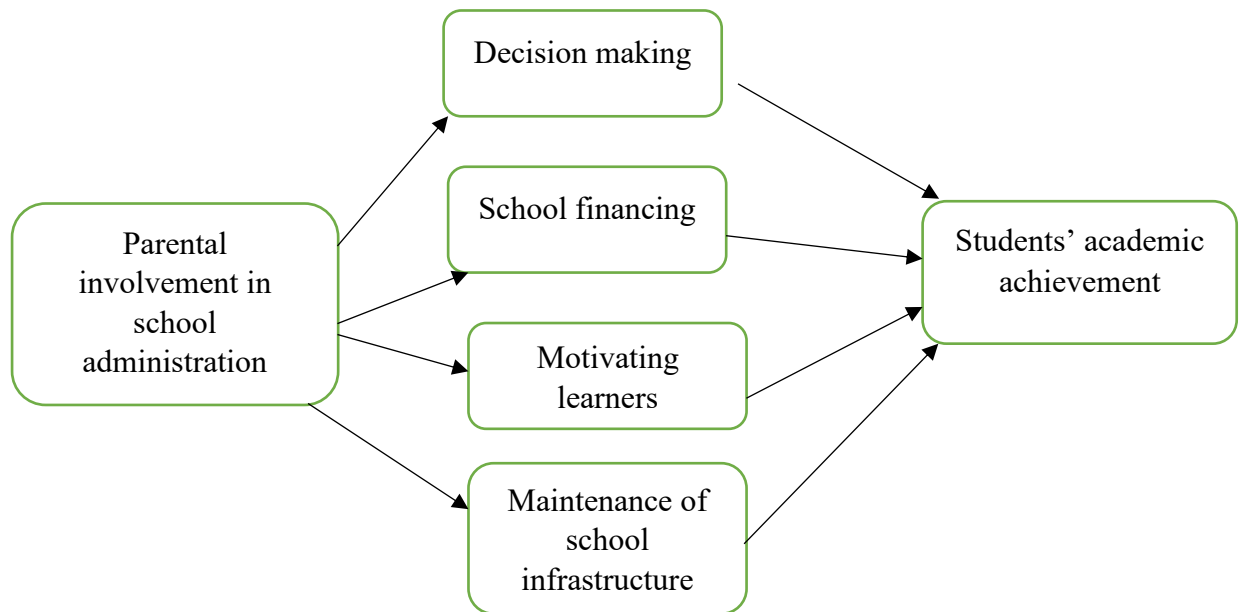 Decision making
School financing
Parental
involvement in
school
administration
Students’ academic
achievement
Motivating
learners
Maintenance of
school
infrastructure